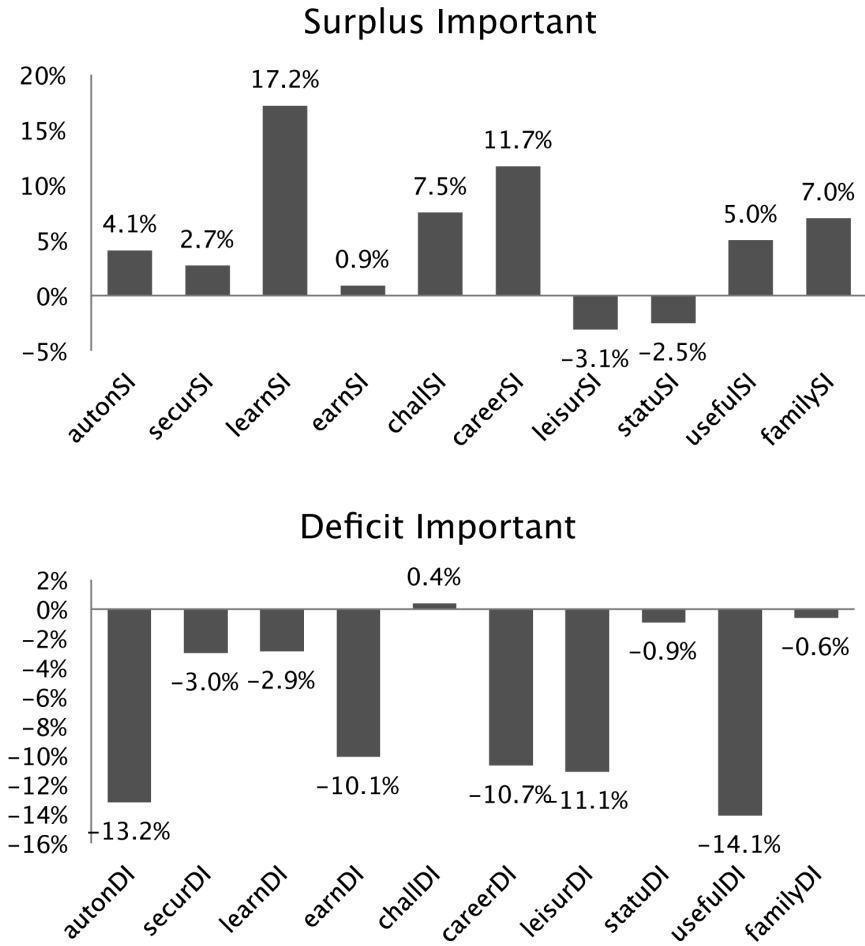 Surplus Important
20%
15%
10%
5%
0%
−5%
4.1%
2.7%
17.2%
0.9%
7.5%
11.7%
−3.1%
−2.5%
5.0%
7.0%
autonSI
securSI
learnSI
earnSI
challSI
careerSI
leisurSI
statuSI
usefulSI
familySI
Deficit Important
2%
0%
−2%
−4%
−6%
−8%
−10%
−12%
−14%
−16%
−13.2%
−3.0%
−2.9%
−10.1%
0.4%
−10.7%
−11.1%
−0.9%
−14.1%
−0.6%
autonDI
securDI
learnDI
earnDI
challDI
careerDI
leisurDI
statuDI
usefulDI
familyDI